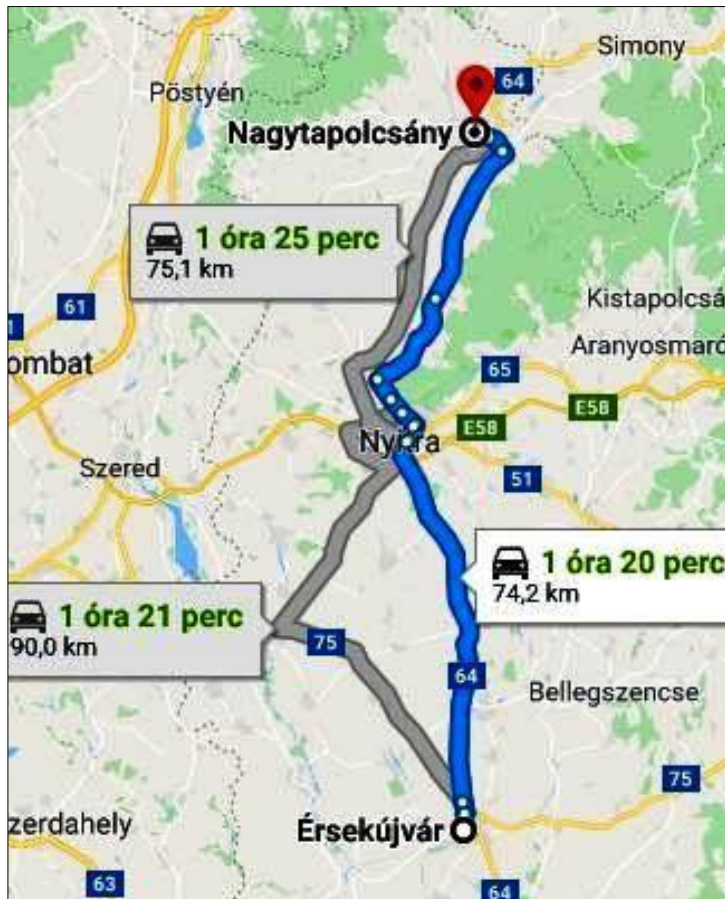 Simony
64
Pöstyén
Nagytapolcsány
1 óra 25 perc
75,1 km
61
Kistapolcsá
Aranyosmaró
ombat
65
E58
E58
Nyitra
Szered
51
1 óra 20 perc
74,2 km
1 óra 21 perc
90,0 km
75
64
Bellegszencse
75
zerdahely
Érsekújvár
63
64